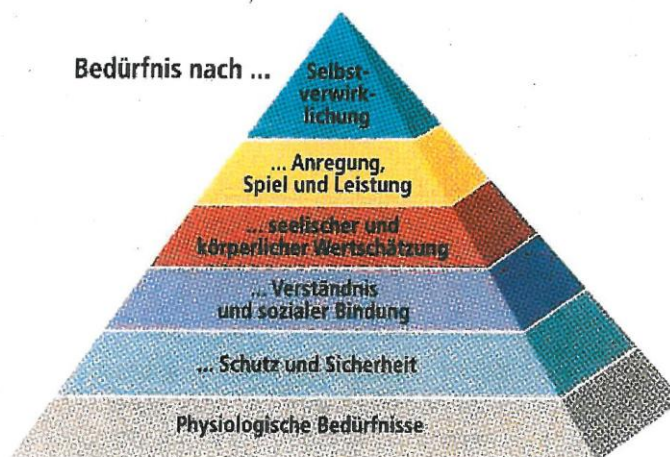 Bedürfnis nach ...
Selbst-
verwirk-
lichung
... Anregung,
Spiel und Leistung
... seelischer und
körperlicher Wertschätzung
... Verständnis
und sozialer Bindung
... Schutz und Sicherheit
Physiologische Bedürfnisse